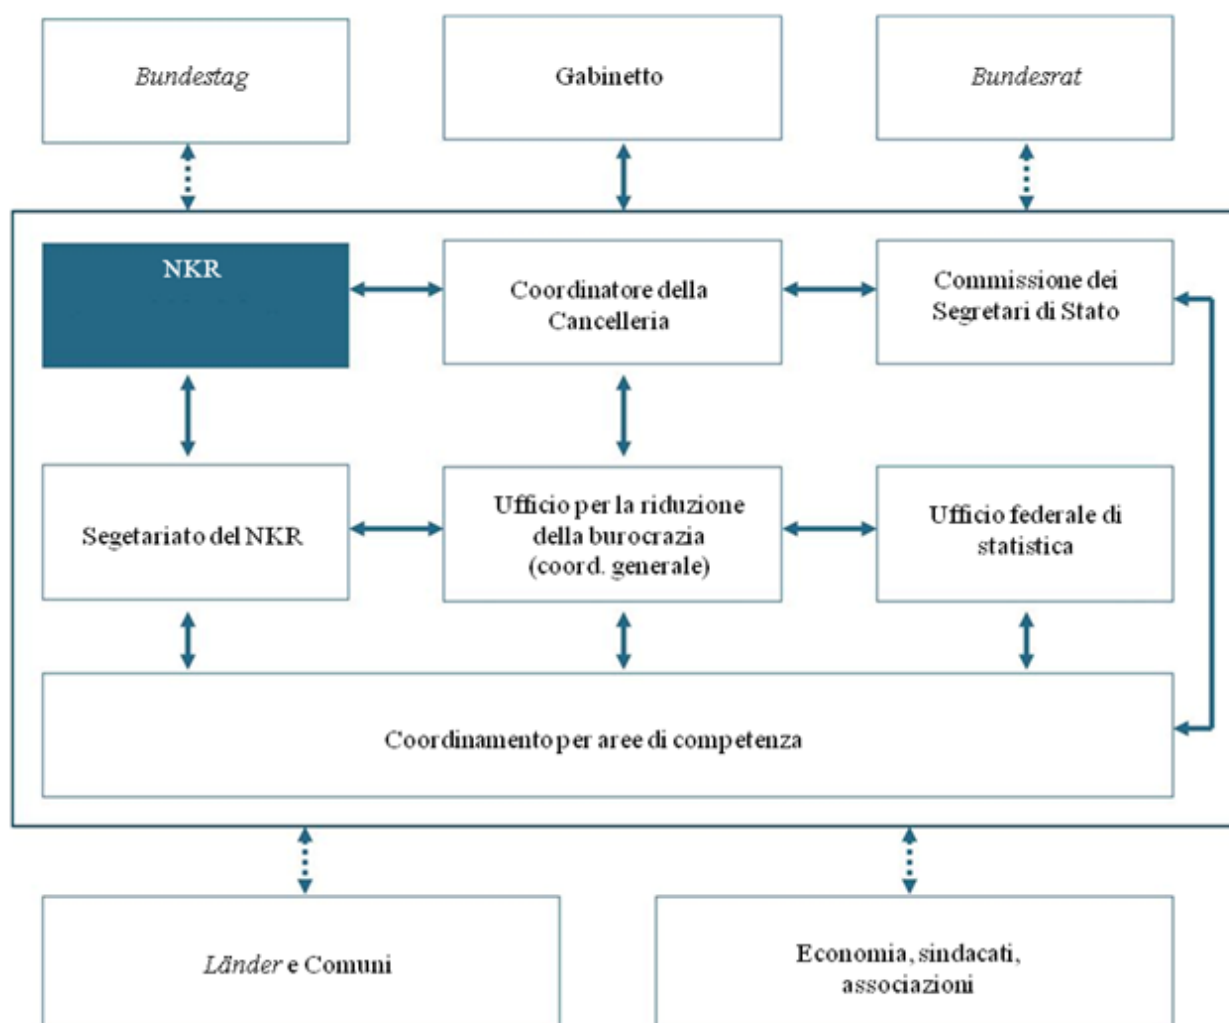 Bundestag
Gabinetto
Bundesrat
NKR
Coordinatore della
Cancelleria
Commissione dei
Segretari di Stato
Segetariato del NKR
Ufficio per la riduzione
della burocrazia
(coord. generale)
Ufficio federale di
statistica
Coordinamento per aree di competenza
Länder e Comuni
Economia, sindacati,
associazioni